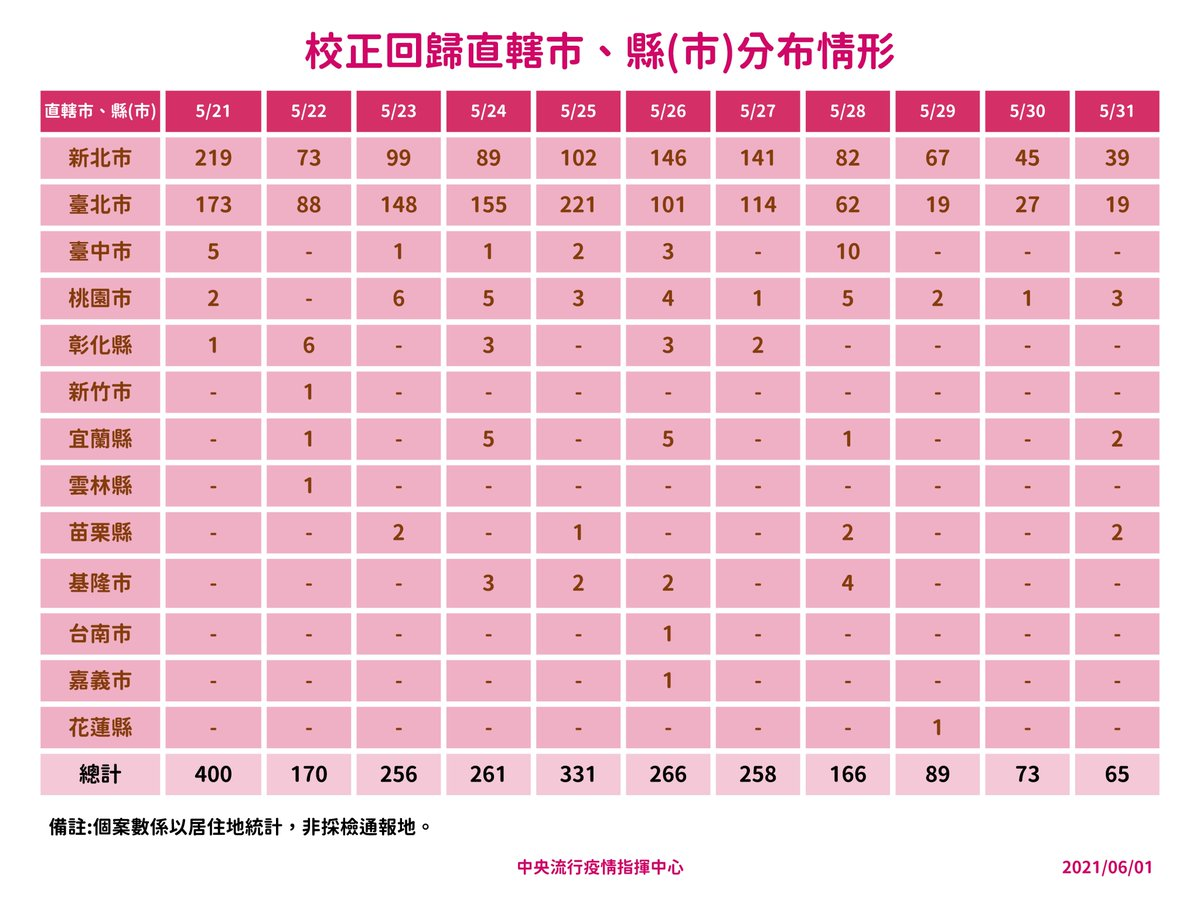 校正回歸直轄市、縣(市)分布情形
直轄市、縣(市) 5/21 5/22 5/23 5/24 5/25 5/26 5/27 5/28 5/29 5/30 5/31
新北市 219 73 99 89 102 146 141 82 67 45 39
臺北市 173 88 148 155 221 101 114 62 19 27 19
臺中市 5 - 1 1 2 3 - 10 - - -
桃園市 2 - 6 5 3 4 1 5 2 1 3
彰化縣 1 6 - 3 - 3 2 - - - -
新竹市 - 1 - - - - - - - - -
宜蘭縣 - 1 - 5 - 5 - 1 - - 2
雲林縣 - 1 - - - - - - - - -
苗栗縣 - - 2 - 1 - - 2 - - 2
基隆市 - - - 3 2 2 - 4 - - -
台南市 - - - - - 1 - - - - -
嘉義市 - - - - - 1 - - - - -
花蓮縣 - - - - - - - - 1 - -
總計 400 170 256 261 331 266 258 166 89 73 65
備註:個案數係以居住地統計，非採檢通報地。
中央流行疫情指揮中心 2021/06/01